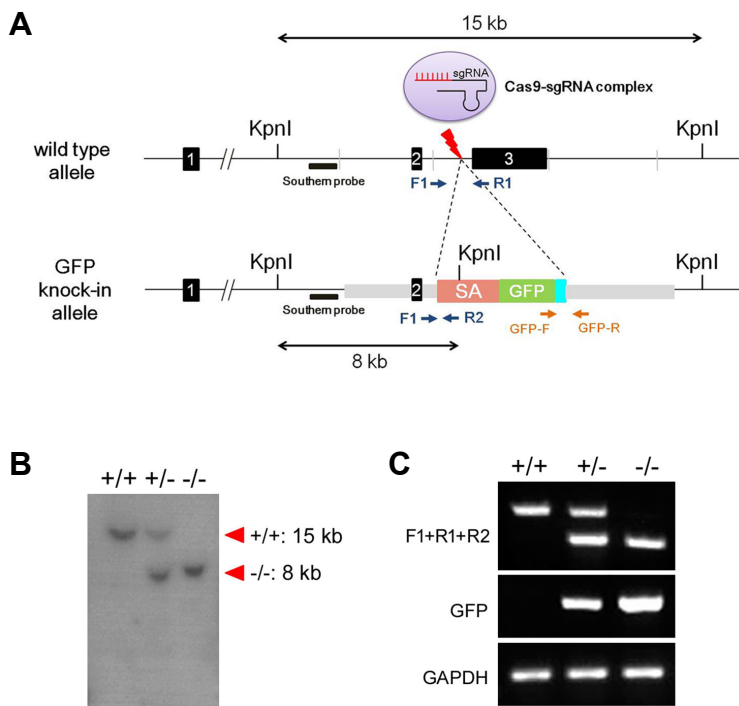 A
15 kb
sgRNA
Cas9-sgRNA complex
KpnI
KpnI
wild type
allele
1
2
3
Southern probe
F1
R1
KpnI
GFP
knock-in
allele
KpnI
KpnI
1
2
SA
GFP
Southern probe
F1
R2
GFP-F
GFP-R
8 kb
B
+/+ +/- -/-
+/+: 15 kb
-/-: 8 kb
C
+/+ +/- -/-
F1+R1+R2
GFP
GAPDH